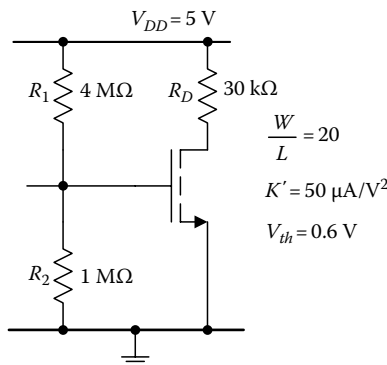 V_DD = 5 V
R_1 4 MΩ
R_D 30 kΩ
W/L = 20
K′ = 50 μA/V²
V_th = 0.6 V
R_2 1 MΩ